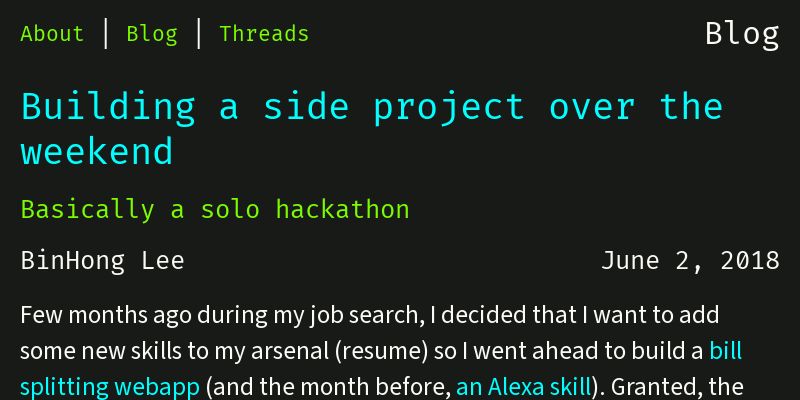 About | Blog | Threads Blog
Building a side project over the
weekend
Basically a solo hackathon
BinHong Lee June 2, 2018
Few months ago during my job search, I decided that I want to add
some new skills to my arsenal (resume) so I went ahead to build a bill
splitting webapp (and the month before, an Alexa skill). Granted, the